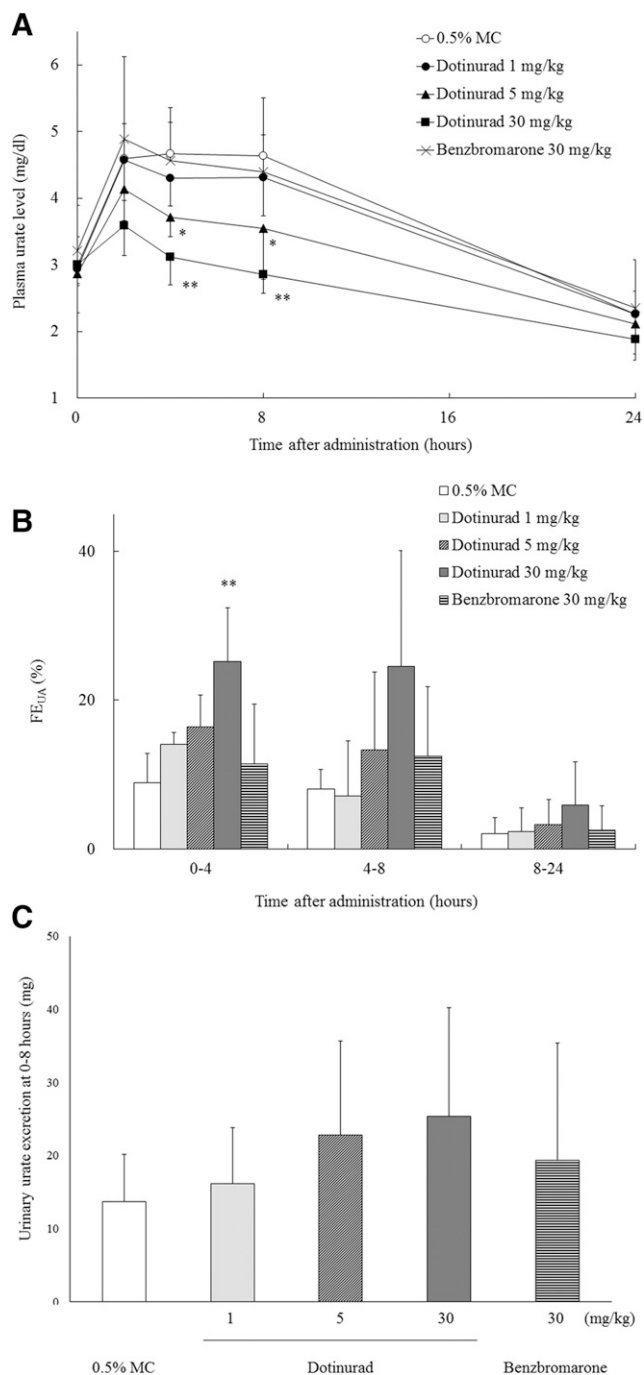 A
0.5% MC
Dotinurad 1 mg/kg
Dotinurad 5 mg/kg
Dotinurad 30 mg/kg
Benzbromarone 30 mg/kg
Plasma urate level (mg/dl)
6
5
4
3
2
1
*
*
**
**
0
8
16
24
Time after administration (hours)
B
0.5% MC
Dotinurad 1 mg/kg
Dotinurad 5 mg/kg
Dotinurad 30 mg/kg
Benzbromarone 30 mg/kg
FEUA (%)
40
20
0
**
0-4
4-8
8-24
Time after administration (hours)
C
Urinary urate excretion at 0-8 hours (mg)
50
40
30
20
10
0
1
5
30
30
(mg/kg)
0.5% MC
Dotinurad
Benzbromarone